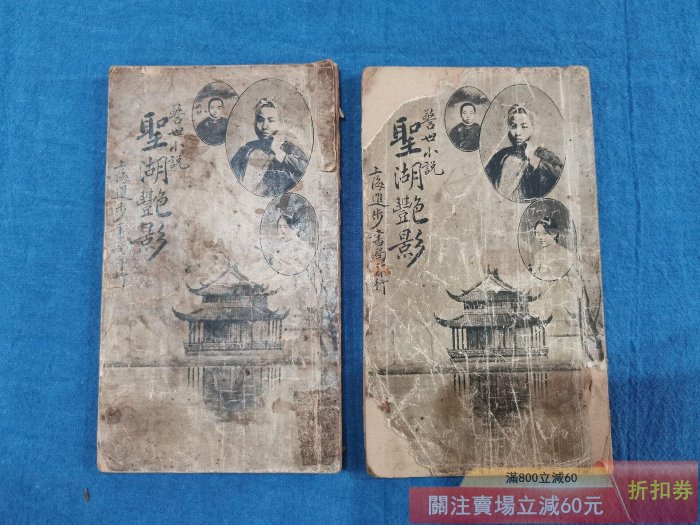 警世小說
聖湖艷影
上海進步書局印行
警世小說
聖湖艷影
上海進步書局印行
滿800立減60
關注賣場立減60元
折扣券